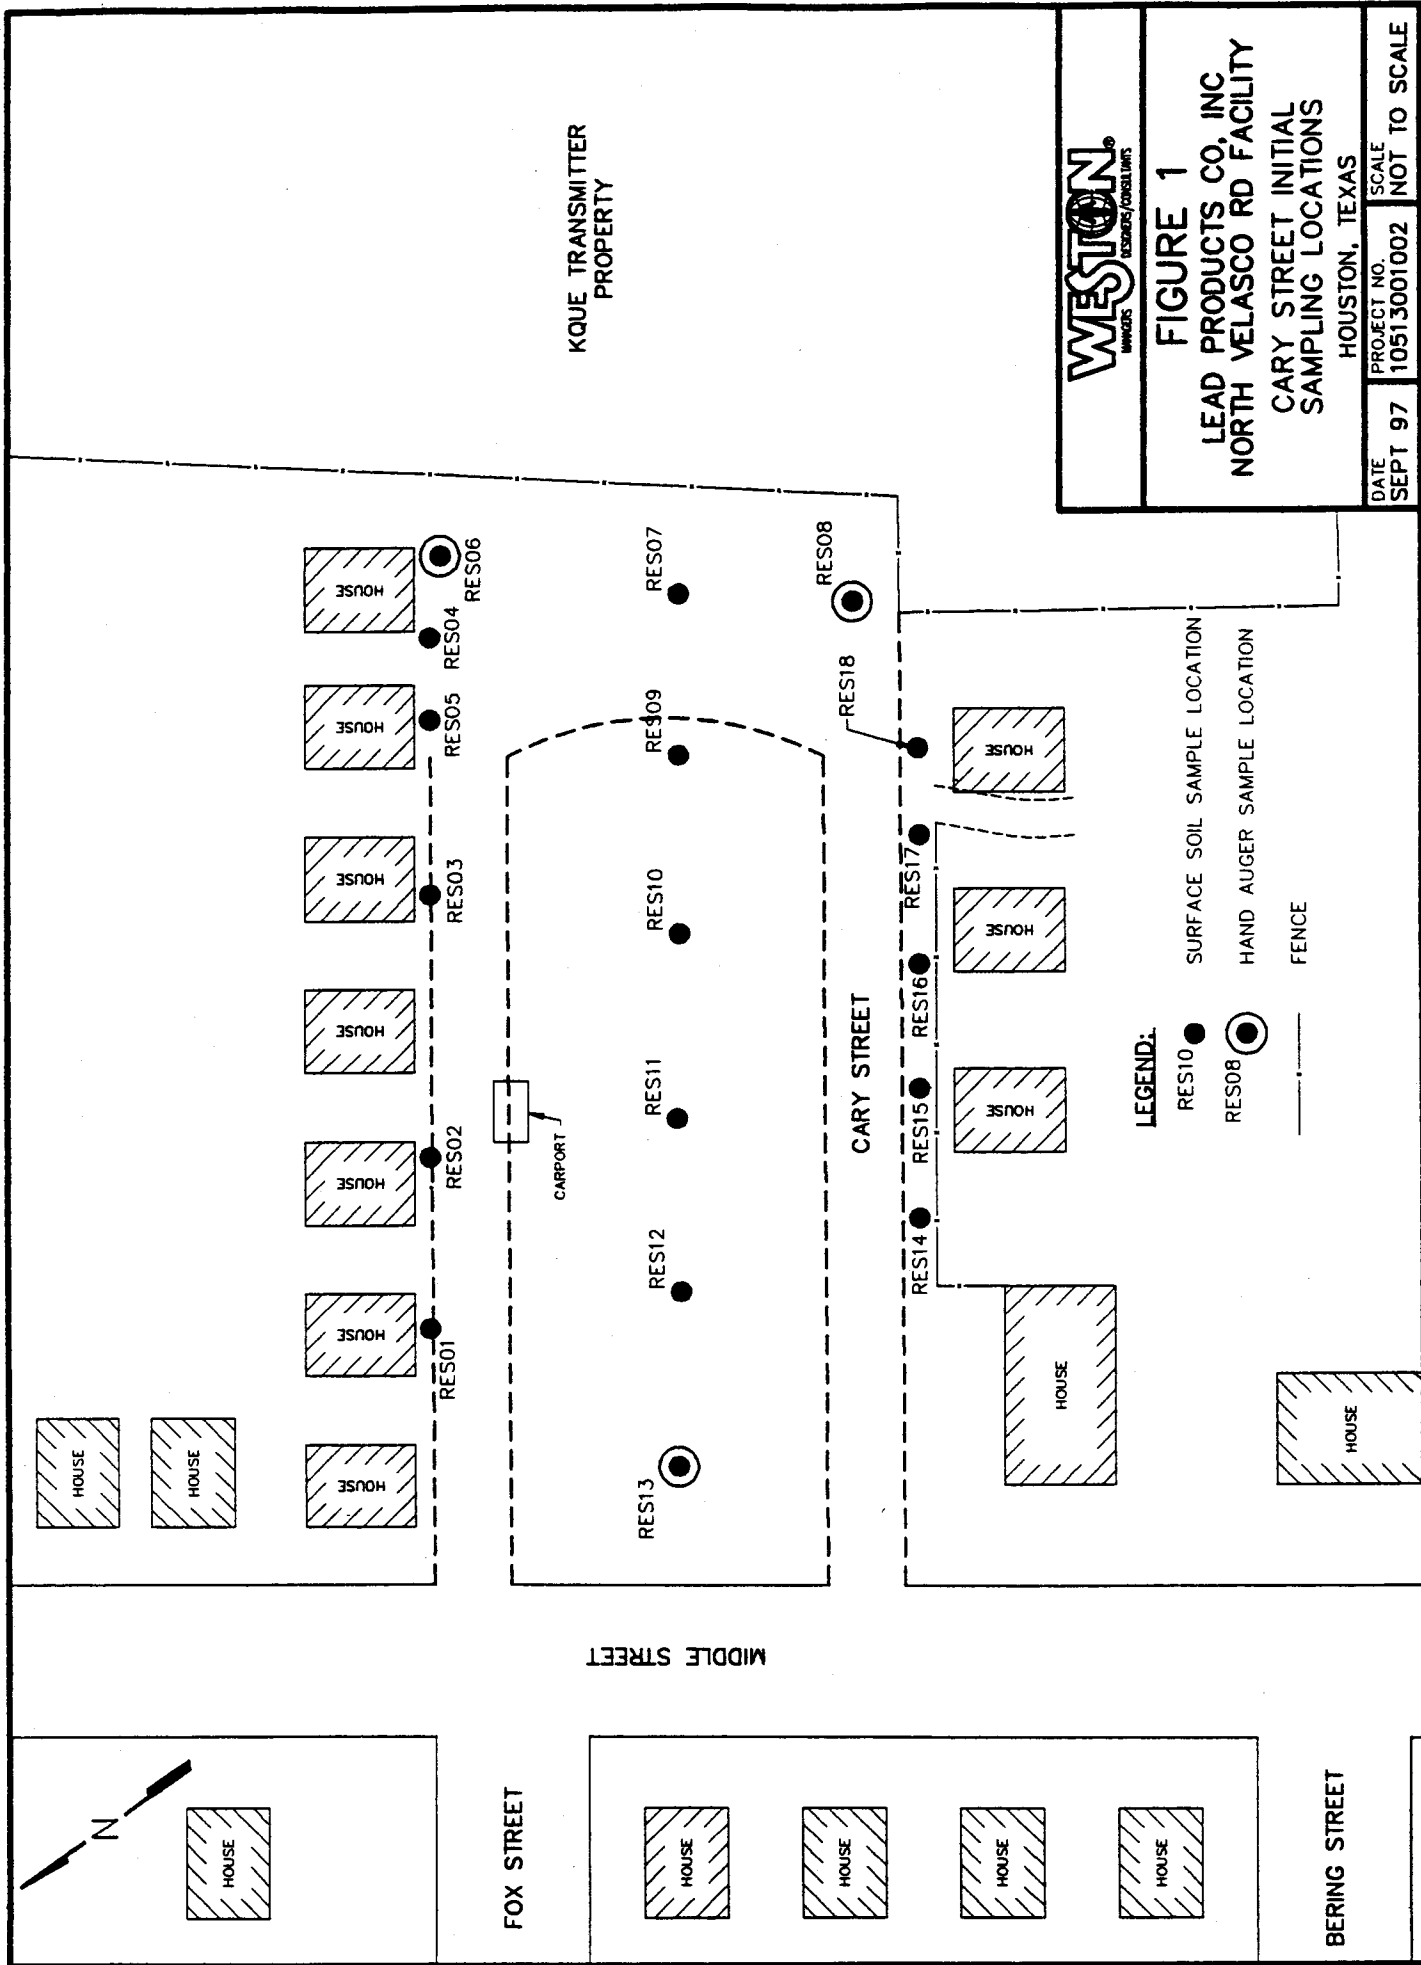 HOUSE
HOUSE
HOUSE
HOUSE
HOUSE
HOUSE
HOUSE
HOUSE
HOUSE
RES01
RES02
RES03
RES05
RES04
RES06
KQUE TRANSMITTER
PROPERTY
N
HOUSE
FOX STREET
MIDDLE STREET
CARPORT
RES13
RES12
RES11
RES10
RES09
RES07
RES08
CARY STREET
RES18
RES14
RES15
RES16
RES17
HOUSE
HOUSE
HOUSE
HOUSE
HOUSE
HOUSE
HOUSE
HOUSE
HOUSE
BERING STREET
LEGEND:
RES10
SURFACE SOIL SAMPLE LOCATION
RES08
HAND AUGER SAMPLE LOCATION
FENCE
WESTON®
MANAGERS DESIGNERS/CONSULTANTS
FIGURE 1
LEAD PRODUCTS CO, INC
NORTH VELASCO RD FACILITY
CARY STREET INITIAL
SAMPLING LOCATIONS
HOUSTON, TEXAS
DATE
SEPT 97
PROJECT NO.
10513001002
SCALE
NOT TO SCALE